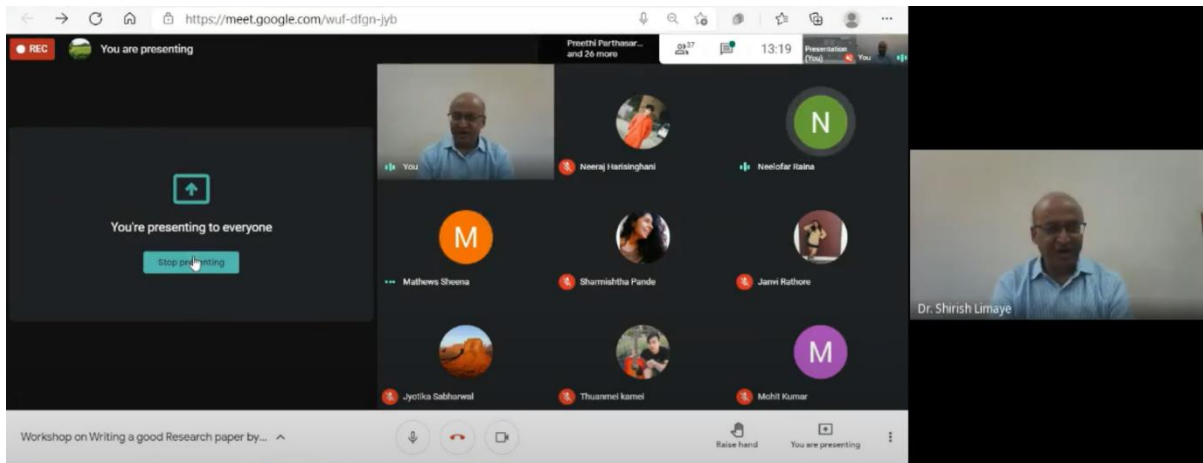 https://meet.google.com/wuf-dfgn-jyb
REC
You are presenting
Preethi Parthasar...
and 26 more
37
13:19
Presentation
(You)
You
You're presenting to everyone
Stop presenting
You
Neeraj Harisinghani
N
Neelofar Raina
M
Mathews Sheena
Sharmishtha Pande
Janvi Rathore
Jyotika Sabharwal
Thuanmei kamei
M
Mohit Kumar
Dr. Shirish Limaye
Workshop on Writing a good Research paper by...
Raise hand
You are presenting